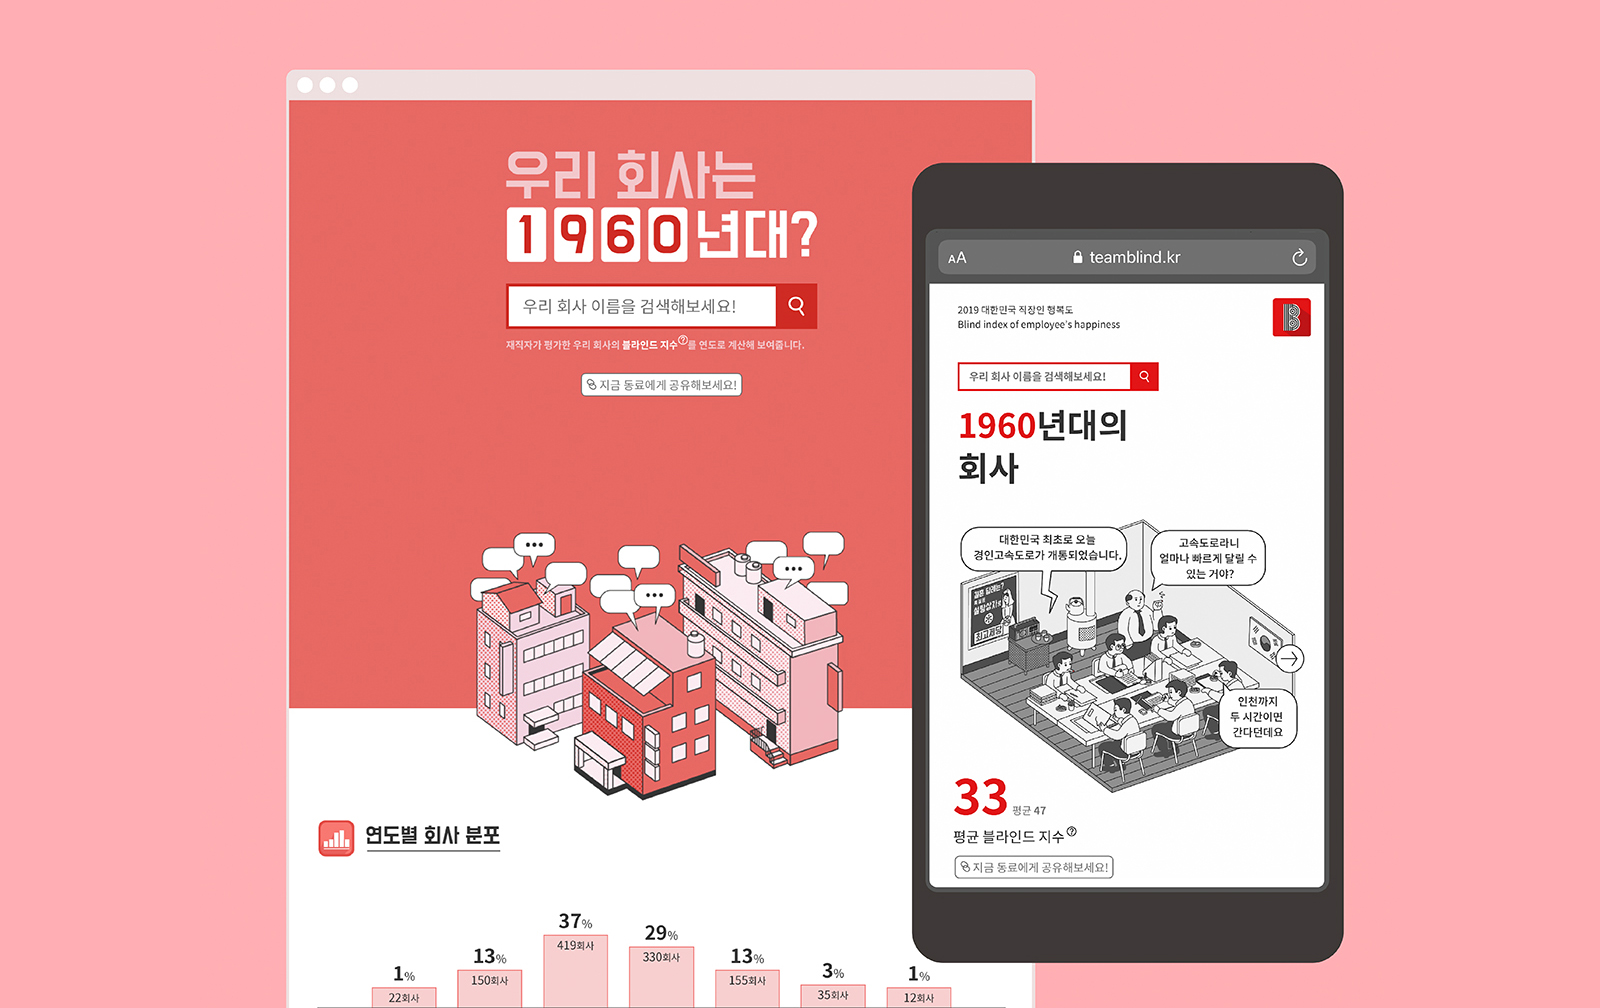 우리 회사는
1960년대?
우리 회사 이름을 검색해보세요!
재직자가 평가한 우리 회사의 블라인드 지수?를 연도로 계산해 보여줍니다.
지금 동료에게 공유해보세요!
연도별 회사 분포
37%
419회사
29%
330회사
13%
150회사
13%
155회사
3%
35회사
1%
22회사
1%
12회사
AA
teamblind.kr
2019 대한민국 직장인 행복도
Blind index of employee's happiness
B
우리 회사 이름을 검색해보세요!
1960년대의
회사
대한민국 최초로 오늘
경인고속도로가 개통되었습니다.
고속도로라니
얼마나 빠르게 달릴 수
있는 거야?
최고재당
인천까지
두 시간이면
간다던데요
33
평균 47
평균 블라인드 지수?
지금 동료에게 공유해보세요!